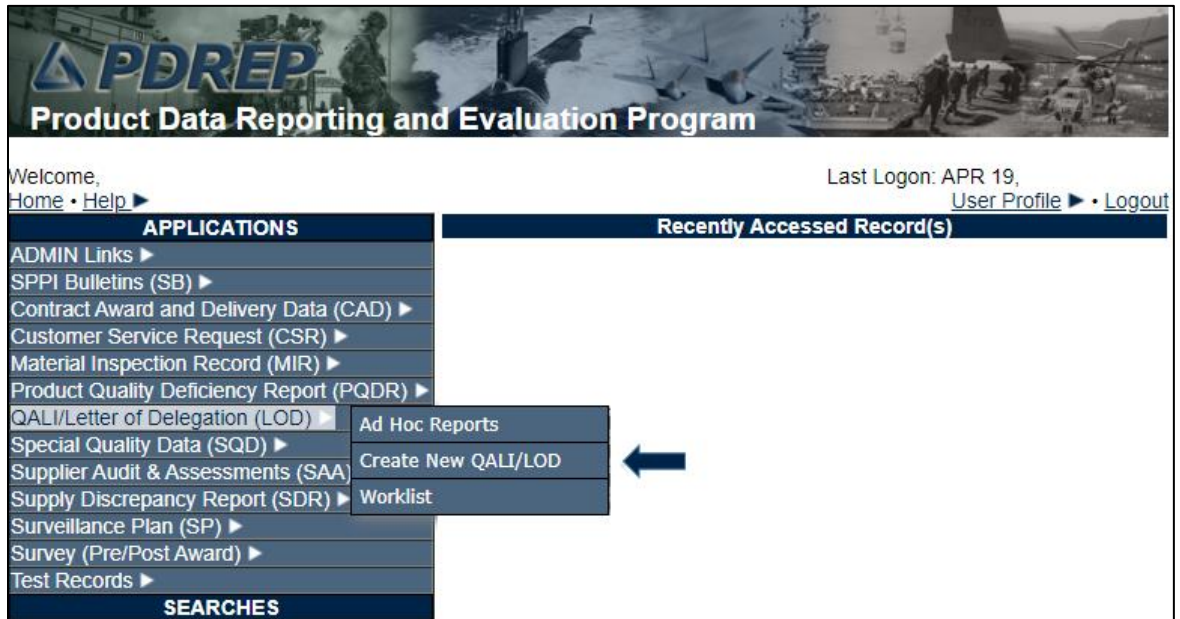 PDREP
Product Data Reporting and Evaluation Program
Welcome,
Last Logon: APR 19,
Home • Help ►
User Profile ► • Logout
APPLICATIONS
ADMIN Links ►
SPPI Bulletins (SB) ►
Contract Award and Delivery Data (CAD) ►
Customer Service Request (CSR) ►
Material Inspection Record (MIR) ►
Product Quality Deficiency Report (PQDR) ►
QALI/Letter of Delegation (LOD) ►
Special Quality Data (SQD) ►
Supplier Audit & Assessments (SAA)
Supply Discrepancy Report (SDR) ►
Surveillance Plan (SP) ►
Survey (Pre/Post Award) ►
Test Records ►
SEARCHES
Ad Hoc Reports
Create New QALI/LOD
Worklist
Recently Accessed Record(s)